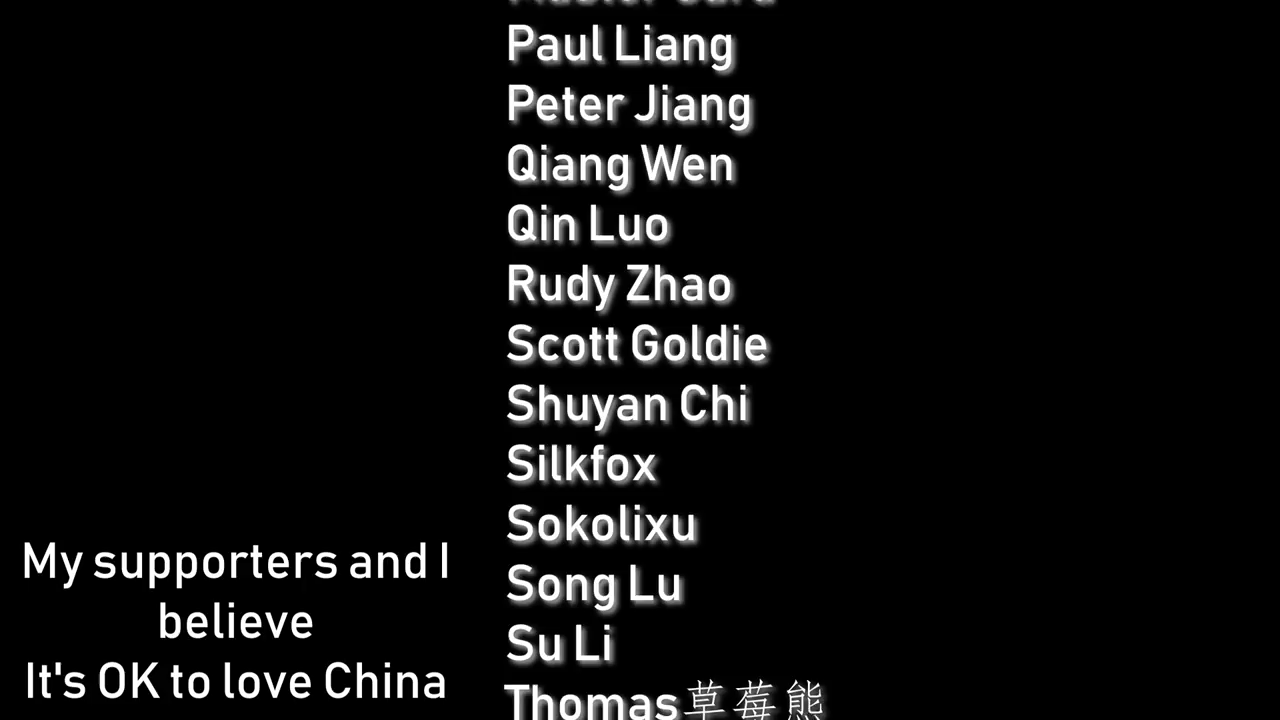 Paul Liang
Peter Jiang
Qiang Wen
Qin Luo
Rudy Zhao
Scott Goldie
Shuyan Chi
Silkfox
Sokolixu
Song Lu
Su Li
Thomas草莓熊
My supporters and I
believe
It's OK to love China